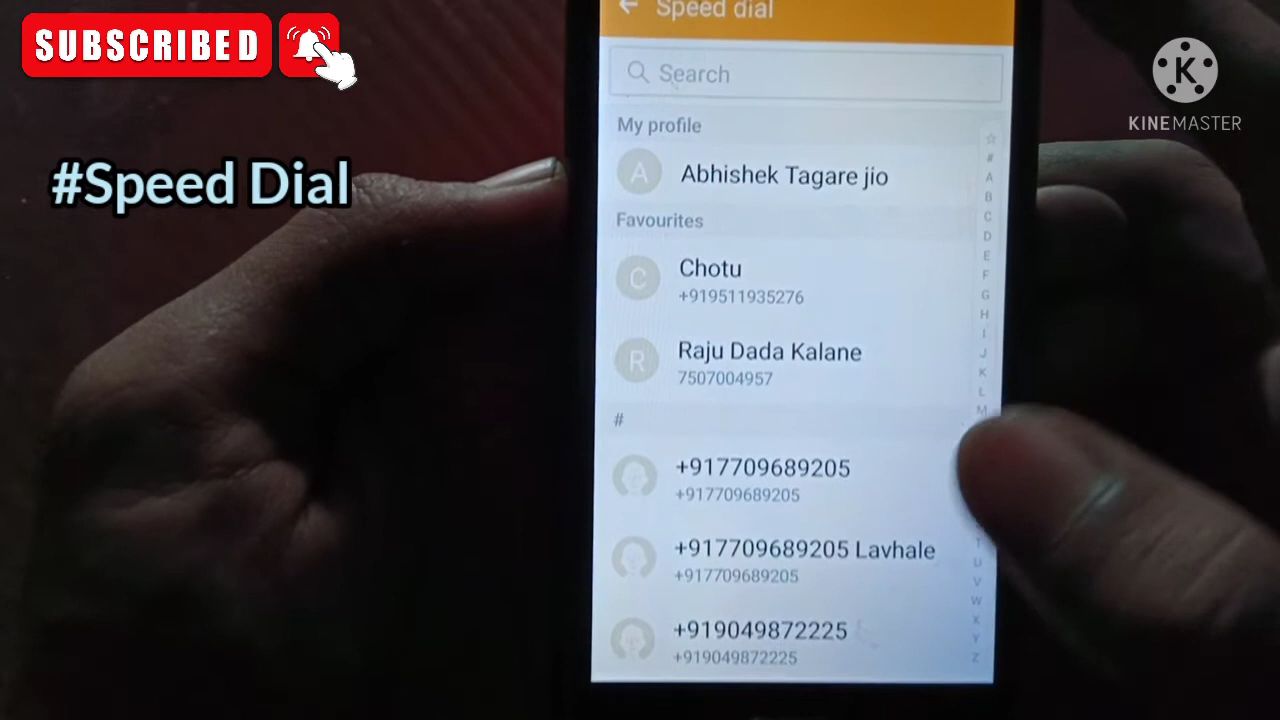 SUBSCRIBED
#Speed Dial
KINEMASTER
Speed dial
Search
My profile
A
Abhishek Tagare jio
Favourites
C
Chotu
+919511935276
R
Raju Dada Kalane
7507004957
#
+917709689205
+917709689205
+917709689205 Lavhale
+917709689205
+919049872225
+919049872225
#
A
B
C
D
E
F
G
H
I
J
K
L
M
T
U
V
W
X
Y
Z
K